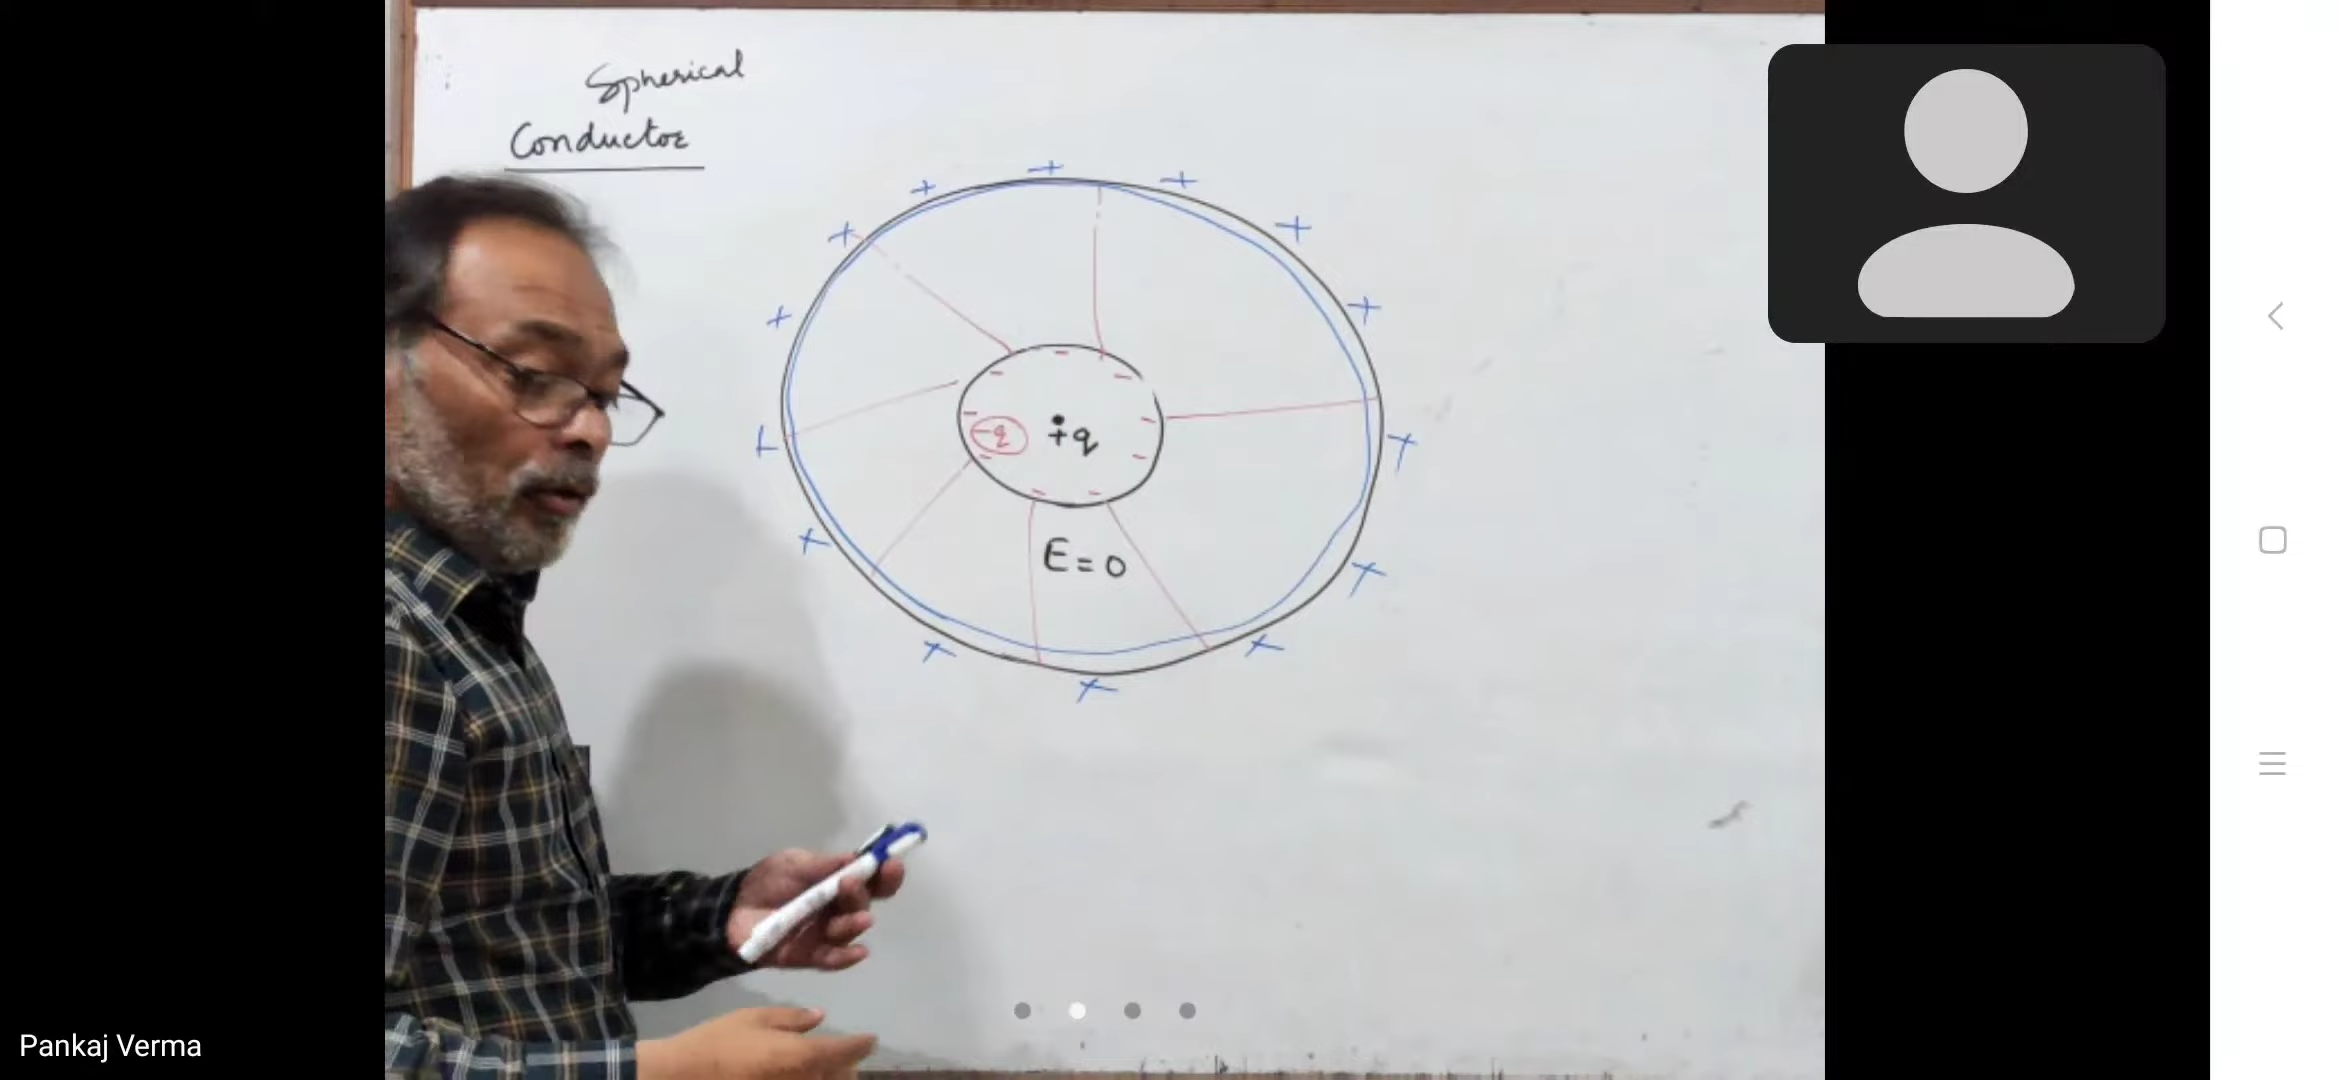 Spherical
Conductor
-q
+q
E = 0
Pankaj Verma